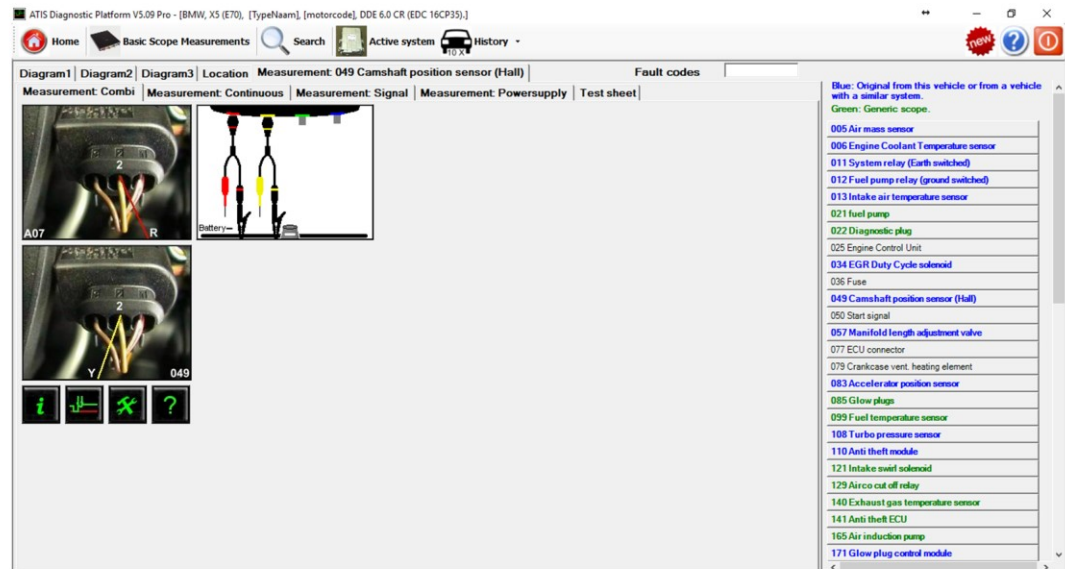 ATIS Diagnostic Platform V5.09 Pro - [BMW, X5 (E70), [TypeNaam], [motorcode], DDE 6.0 CR (EDC 16CP35).]
Home Basic Scope Measurements Search Active system History
10 X
new
Diagram1 Diagram2 Diagram3 Location Measurement: 049 Camshaft position sensor (Hall) Fault codes
Measurement: Combi Measurement: Continuous Measurement: Signal Measurement: Powersupply Test sheet
2
A07 R
Battery-
2
Y 049
i ?
Blue: Original from this vehicle or from a vehicle
with a similar system.
Green: Generic scope.
005 Air mass sensor
006 Engine Coolant Temperature sensor
011 System relay (Earth switched)
012 Fuel pump relay (ground switched)
013 Intake air temperature sensor
021 fuel pump
022 Diagnostic plug
025 Engine Control Unit
034 EGR Duty Cycle solenoid
036 Fuse
049 Camshaft position sensor (Hall)
050 Start signal
057 Manifold length adjustment valve
077 ECU connector
079 Crankcase vent. heating element
083 Accelerator position sensor
085 Glow plugs
099 Fuel temperature sensor
108 Turbo pressure sensor
110 Anti theft module
121 Intake swirl solenoid
129 Airco cut off relay
140 Exhaust gas temperature sensor
141 Anti theft ECU
165 Air induction pump
171 Glow plug control module